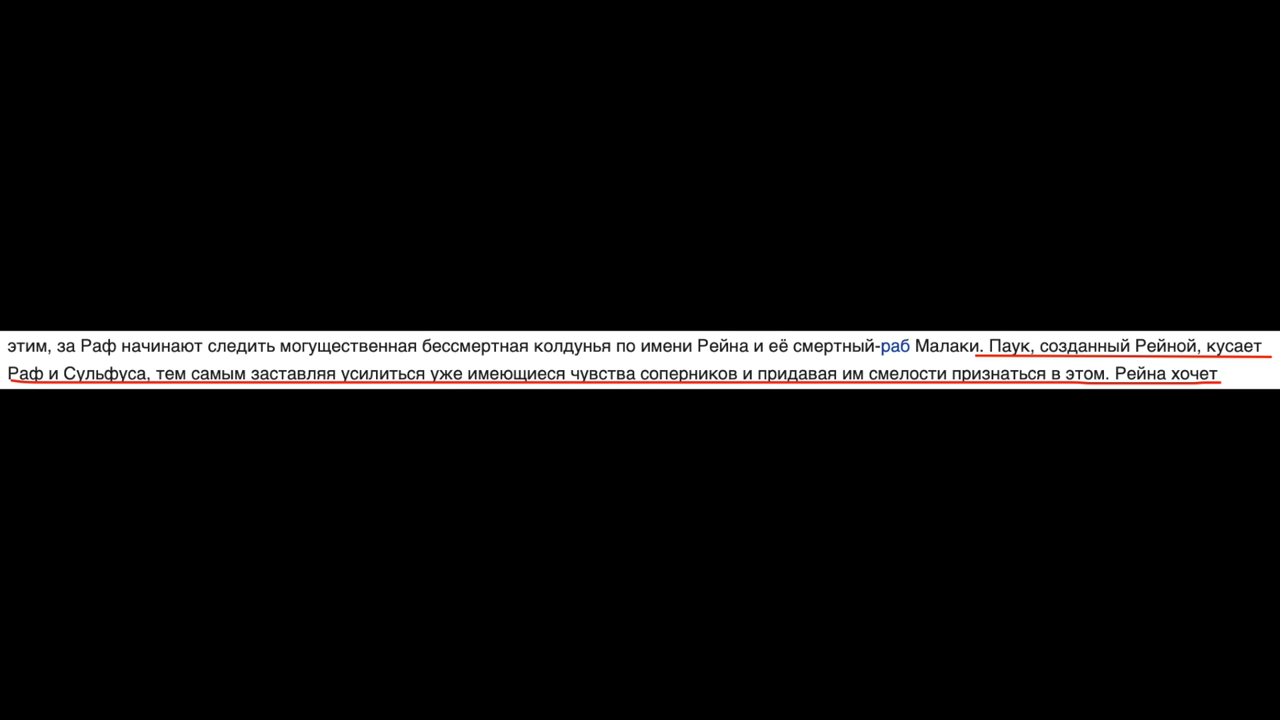 этим, за Раф начинают следить могущественная бессмертная колдунья по имени Рейна и её смертный-раб Малаки. Паук, созданный Рейной, кусает
Раф и Сульфуса, тем самым заставляя усилиться уже имеющиеся чувства соперников и придавая им смелости признаться в этом. Рейна хочет